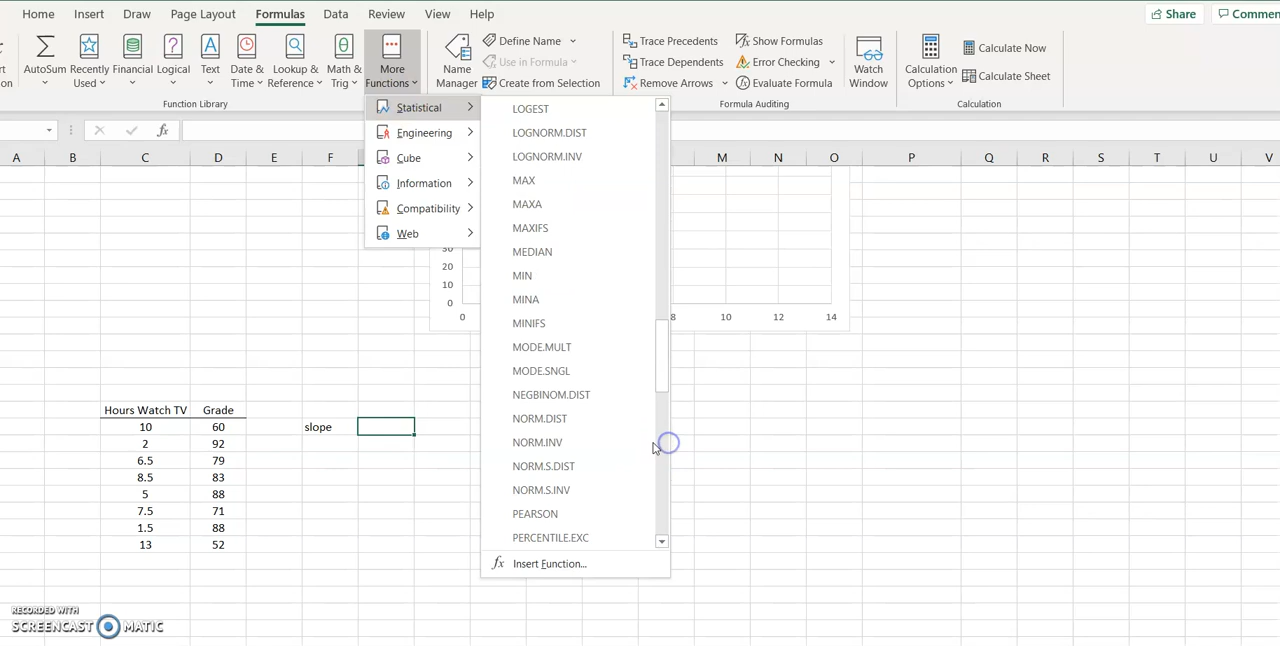 Home Insert Draw Page Layout Formulas Data Review View Help Share Commen
AutoSum Recently Used Financial Logical Text Date & Time Lookup & Reference Math & Trig More Functions
Name Manager
Define Name
Use in Formula
Create from Selection
Trace Precedents
Trace Dependents
Remove Arrows
Show Formulas
Error Checking
Evaluate Formula
Watch Window
Calculation Options
Calculate Now
Calculate Sheet
Function Library Formula Auditing Calculation
Statistical
Engineering
Cube
Information
Compatibility
Web
LOGEST
LOGNORM.DIST
LOGNORM.INV
MAX
MAXA
MAXIFS
MEDIAN
MIN
MINA
MINIFS
MODE.MULT
MODE.SNGL
NEGBINOM.DIST
NORM.DIST
NORM.INV
NORM.S.DIST
NORM.S.INV
PEARSON
PERCENTILE.EXC
fx Insert Function...
fx
A B C D E F M N O P Q R S T U V
30
20
10
0
0 8 10 12 14
Hours Watch TV Grade
10 60 slope
2 92
6.5 79
8.5 83
5 88
7.5 71
1.5 88
13 52
RECORDED WITH
SCREENCAST MATIC